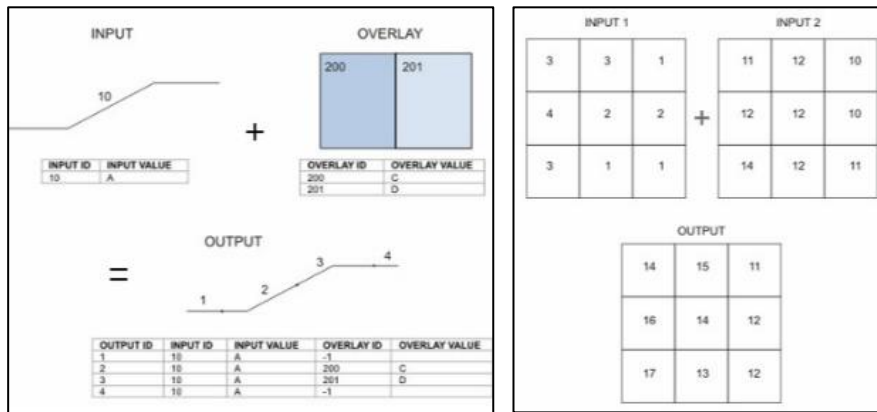 INPUT
OVERLAY
10
200 201
+
INPUT ID INPUT VALUE
10 A
OVERLAY ID OVERLAY VALUE
200 C
201 D
OUTPUT
=
1 2 3 4
OUTPUT ID INPUT ID INPUT VALUE OVERLAY ID OVERLAY VALUE
1 10 A -1
2 10 A 200 C
3 10 A 201 D
4 10 A -1
INPUT 1
3 3 1
4 2 2
3 1 1
+
INPUT 2
11 12 10
12 12 10
14 12 11
OUTPUT
14 15 11
16 14 12
17 13 12